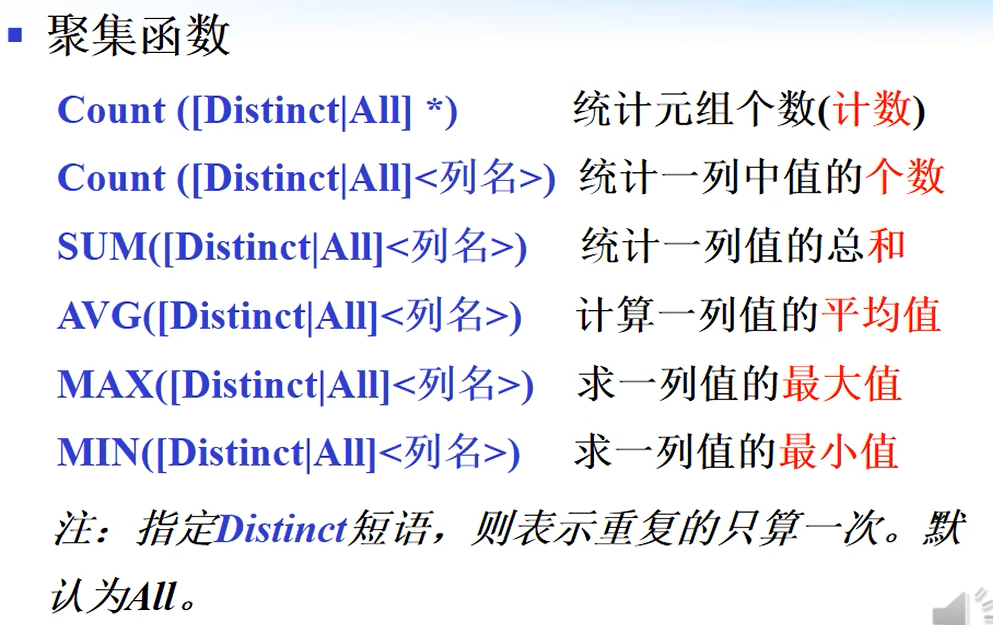 聚集函数
Count ([Distinct|All] *) 统计元组个数(计数)
Count ([Distinct|All]<列名>) 统计一列中值的个数
SUM([Distinct|All]<列名>) 统计一列值的总和
AVG([Distinct|All]<列名>) 计算一列值的平均值
MAX([Distinct|All]<列名>) 求一列值的最大值
MIN([Distinct|All]<列名>) 求一列值的最小值
注：指定Distinct短语，则表示重复的只算一次。默
认为All。